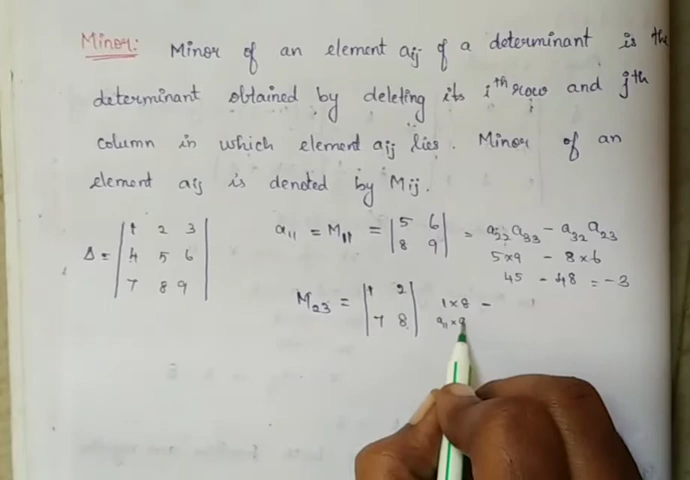 Minor: Minor of an element aij of a determinant is the
determinant obtained by deleting its ith row and jth
column in which element aij lies. Minor of an
element aij is denoted by Mij.
Δ = | 1 2 3 | a11 = M11 = | 5 6 | = a22 a33 - a32 a23
| 4 5 6 | | 8 9 | 5×9 - 8×6
| 7 8 9 | 45 - 48 = -3
M23 = | 1 2 | 1×8 -
| 7 8 | a11×a